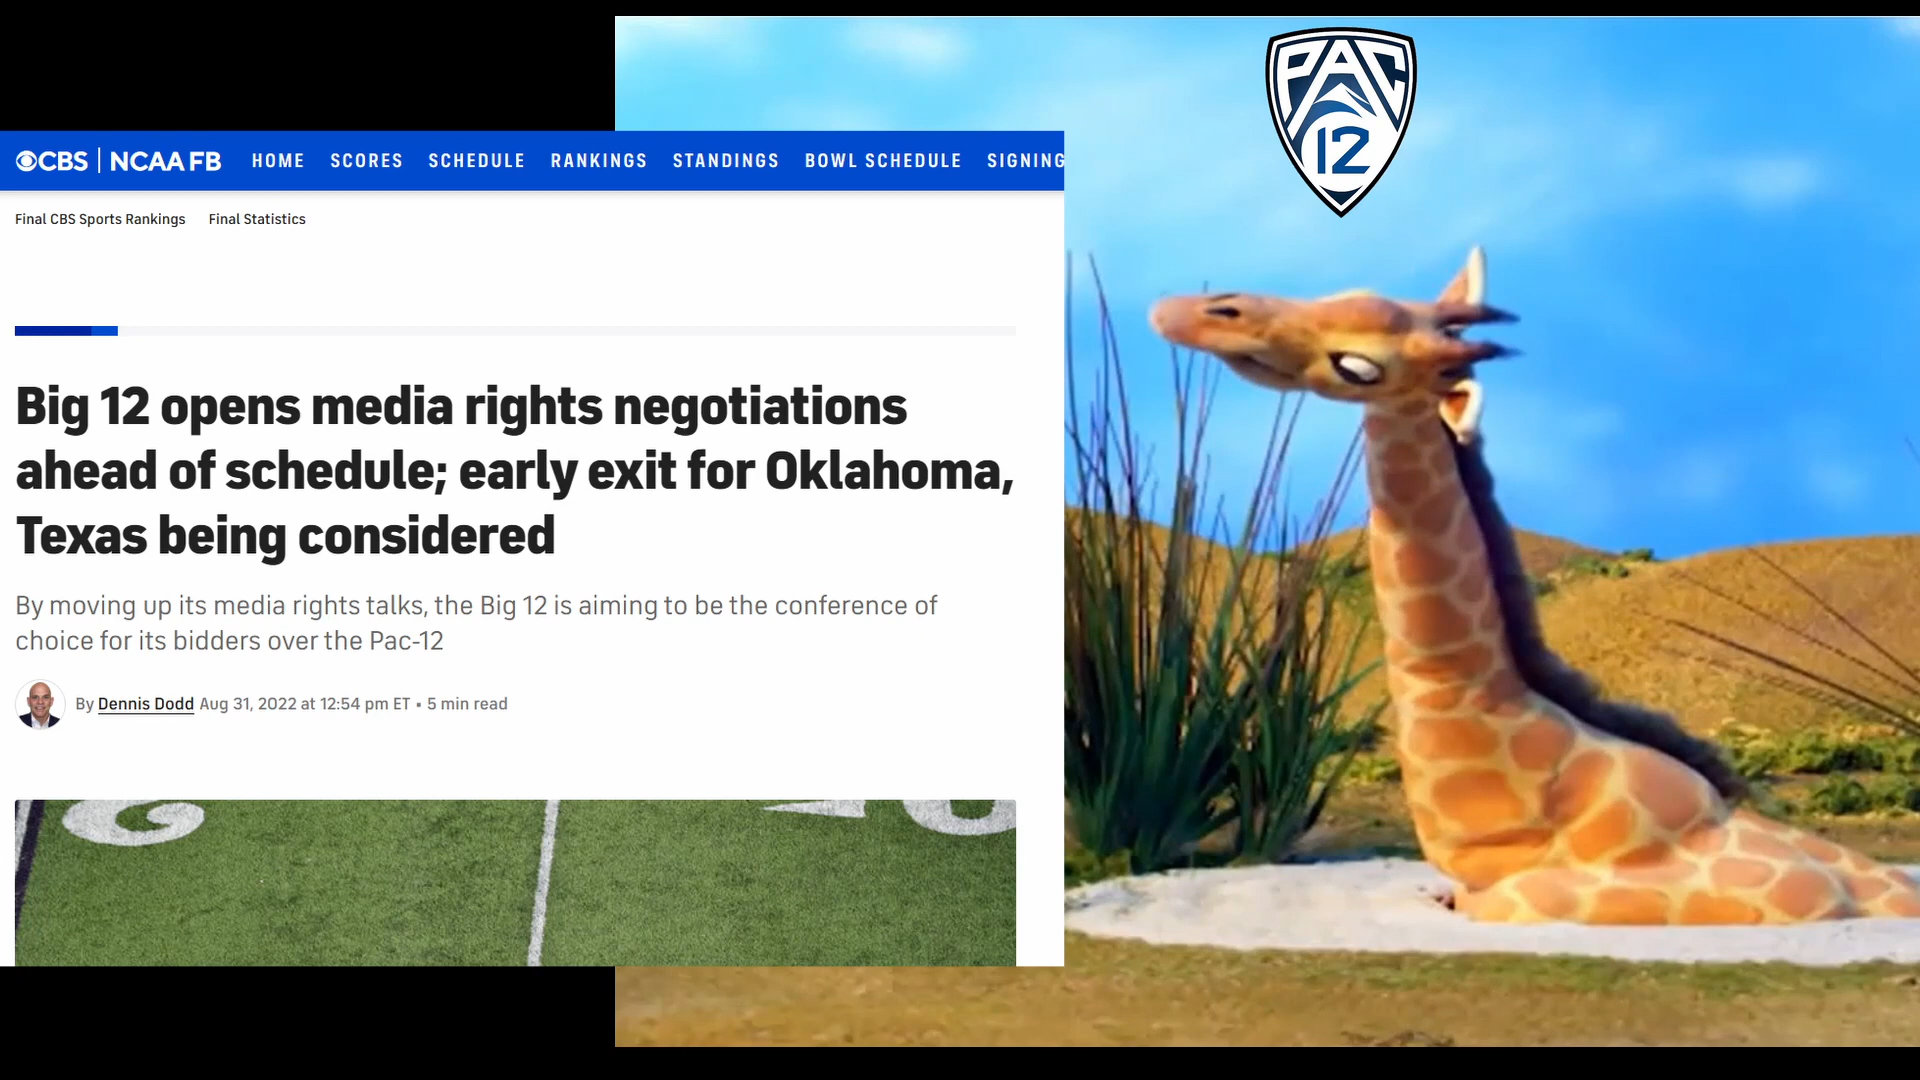 PAC
12
CBS | NCAA FB HOME SCORES SCHEDULE RANKINGS STANDINGS BOWL SCHEDULE SIGNING
Final CBS Sports Rankings Final Statistics
Big 12 opens media rights negotiations
ahead of schedule; early exit for Oklahoma,
Texas being considered
By moving up its media rights talks, the Big 12 is aiming to be the conference of
choice for its bidders over the Pac-12
By Dennis Dodd Aug 31, 2022 at 12:54 pm ET • 5 min read